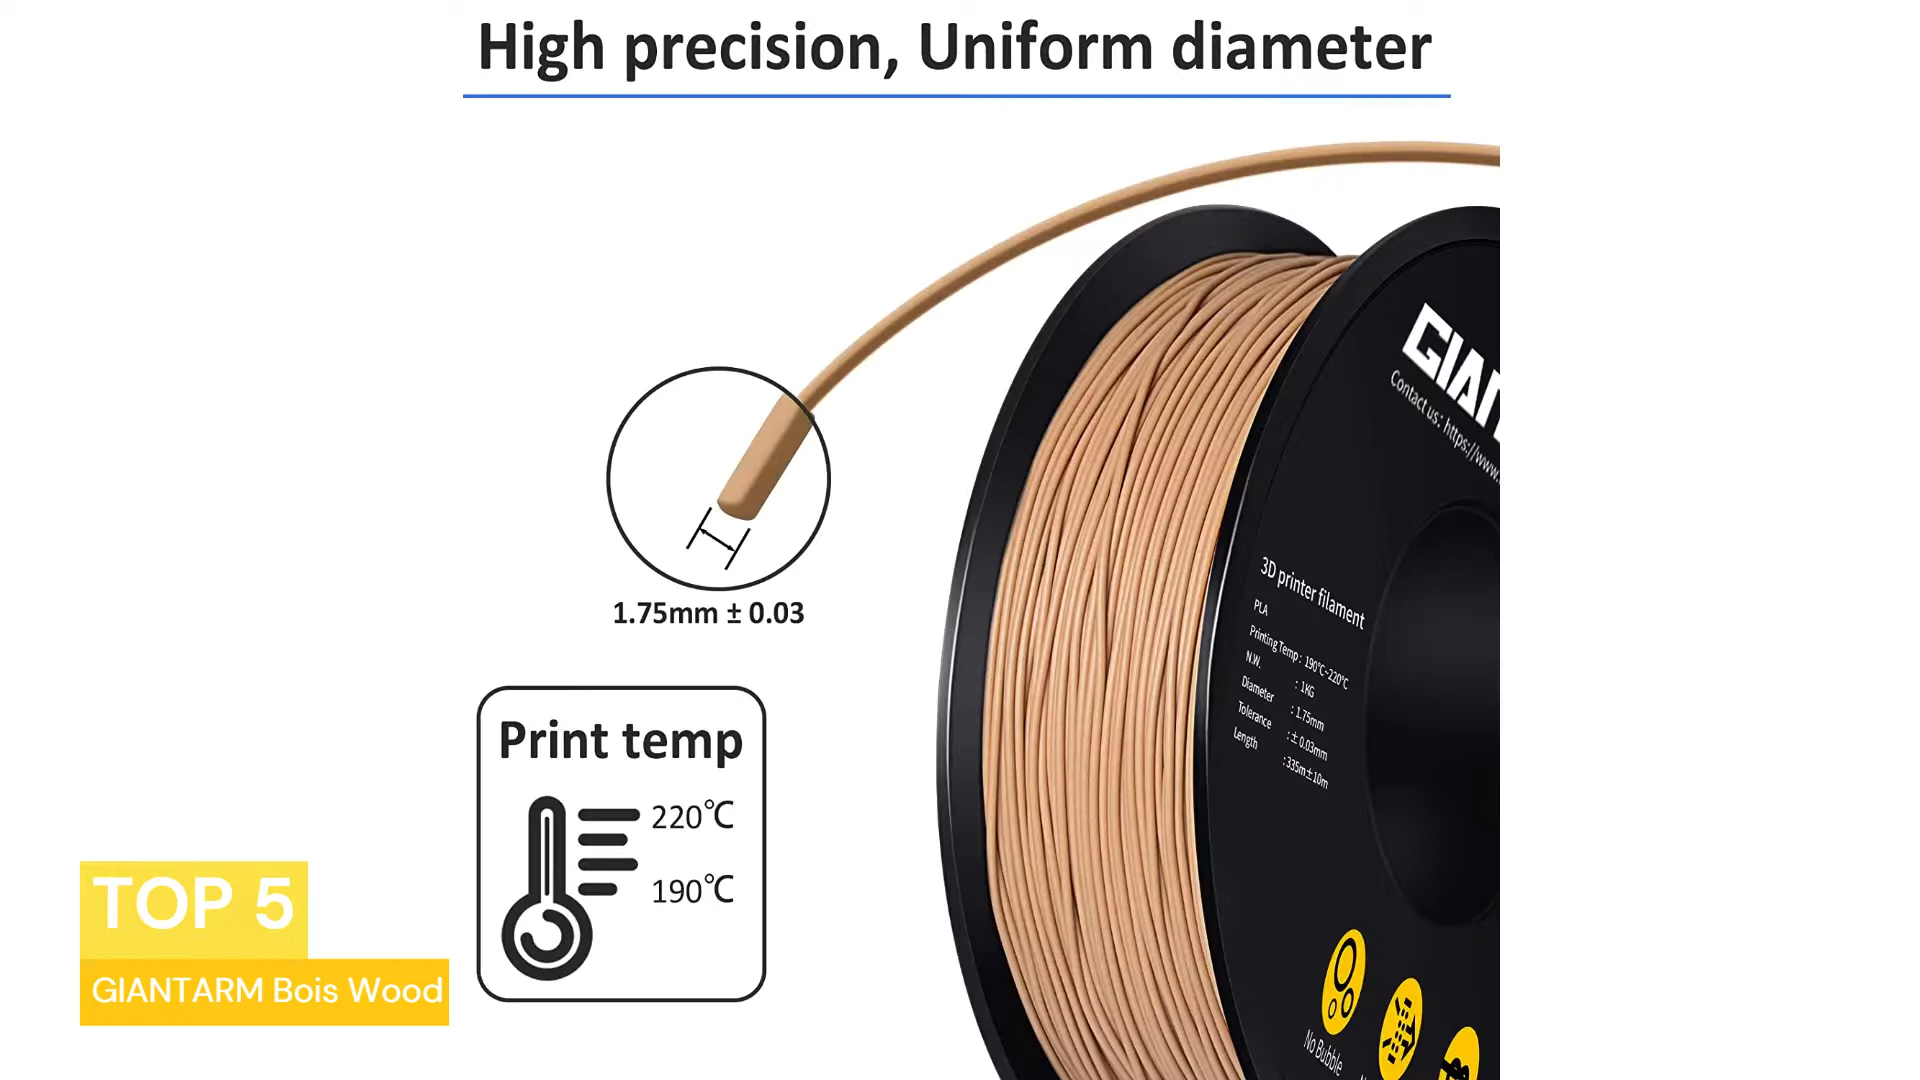 High precision, Uniform diameter
GIAN
Contact us: https://www.
1.75mm ± 0.03
3D printer filament
PLA
Printing Temp : 190°C~220°C
N.W. : 1KG
Diameter : 1.75mm
Tolerance : ± 0.03mm
Length : 335m±10m
Print temp
220℃
190℃
TOP 5
GIANTARM Bois Wood
No Bubble